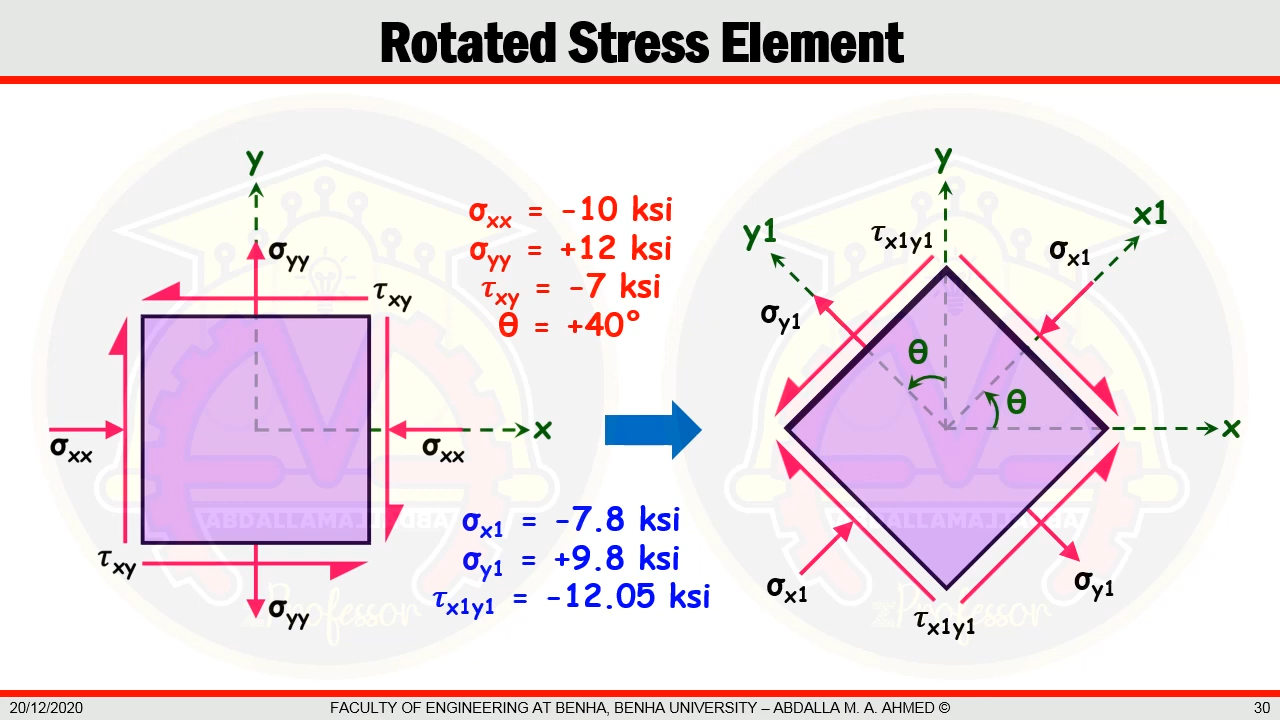 Rotated Stress Element
y
σyy
τxy
σxx
σxx
x
τxy
σyy
σxx = -10 ksi
σyy = +12 ksi
τxy = -7 ksi
θ = +40°
σx1 = -7.8 ksi
σy1 = +9.8 ksi
τx1y1 = -12.05 ksi
y
x1
y1
τx1y1
σx1
σy1
θ
θ
x
σx1
σy1
τx1y1
zProfessor
zProfessor
20/12/2020
FACULTY OF ENGINEERING AT BENHA, BENHA UNIVERSITY – ABDALLA M. A. AHMED ©
30